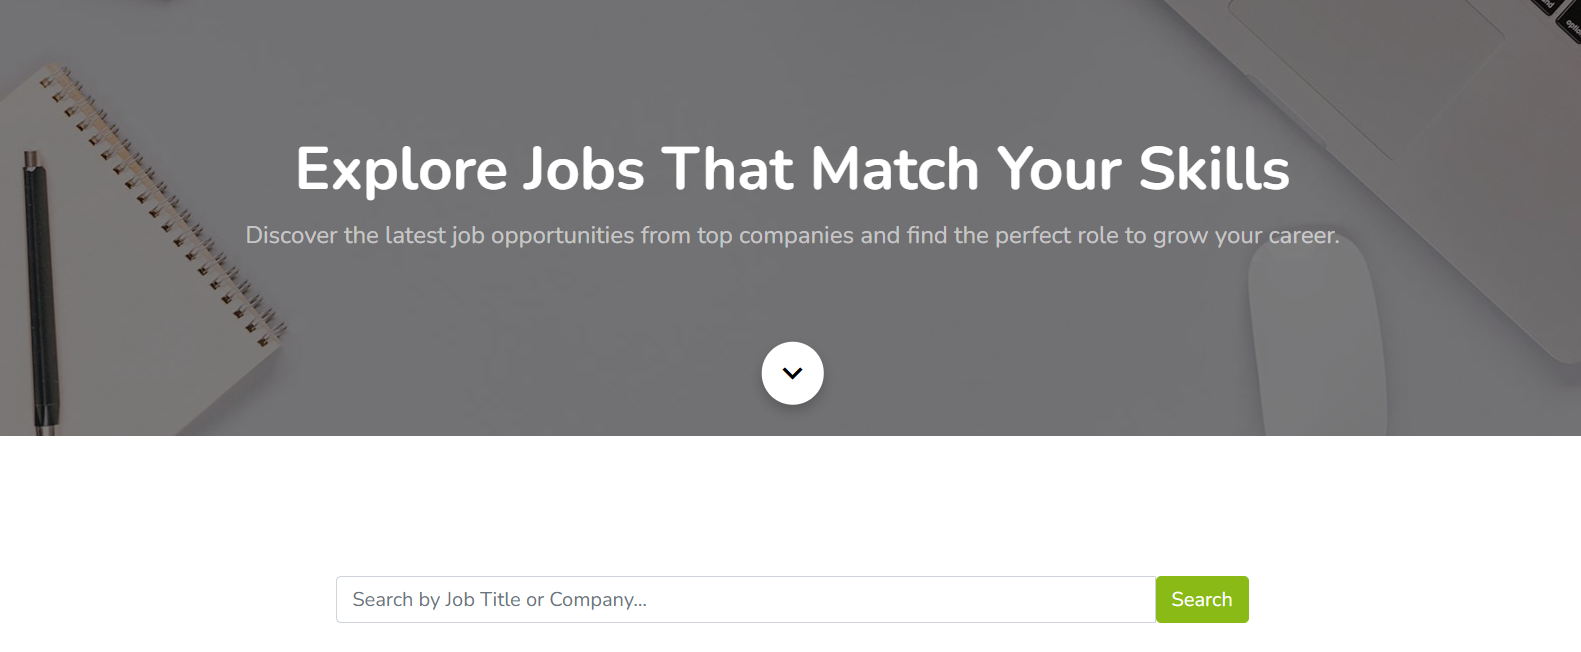 Explore Jobs That Match Your Skills
Discover the latest job opportunities from top companies and find the perfect role to grow your career.
Search by Job Title or Company...
Search